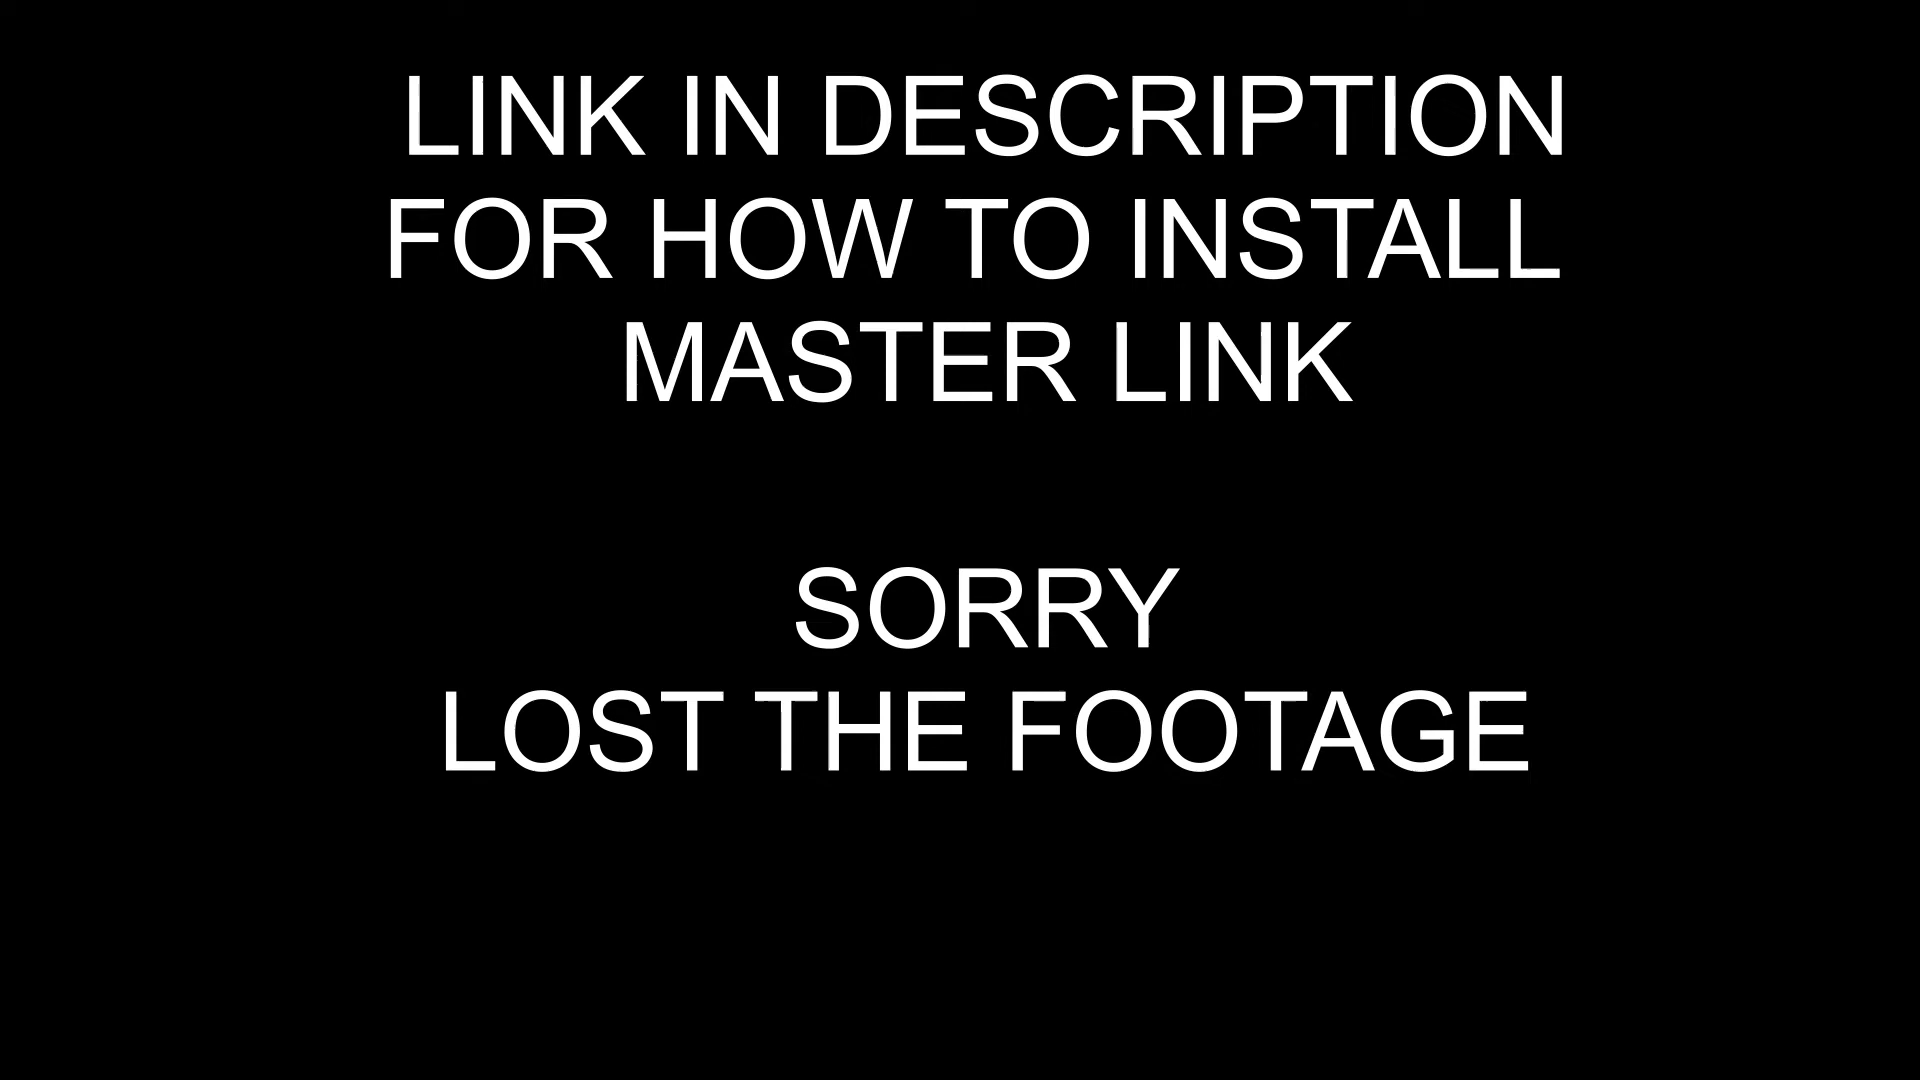 LINK IN DESCRIPTION
FOR HOW TO INSTALL
MASTER LINK
SORRY
LOST THE FOOTAGE